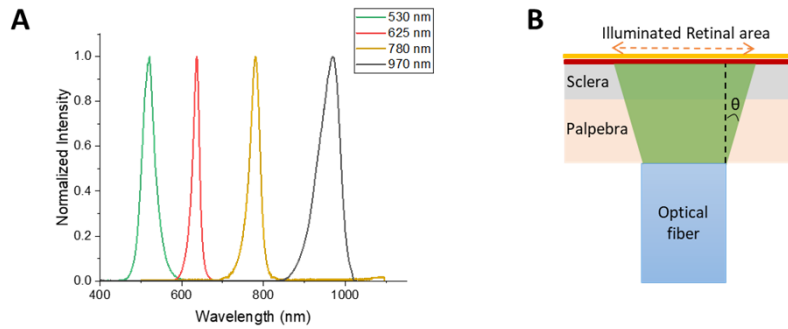 A
530 nm
625 nm
780 nm
970 nm
Normalized Intensity
1.0
0.8
0.6
0.4
0.2
0.0
400
600
800
1000
Wavelength (nm)
B
Illuminated Retinal area
Sclera
θ
Palpebra
Optical
fiber